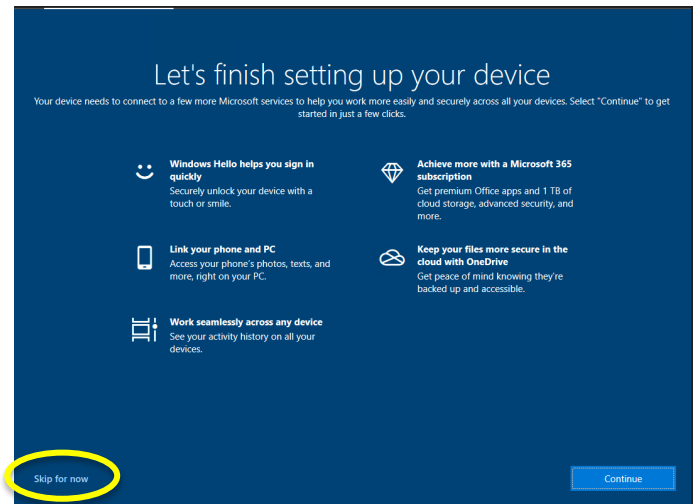 Let's finish setting up your device
Your device needs to connect to a few more Microsoft services to help you work more easily and securely across all your devices. Select "Continue" to get
started in just a few clicks.
Windows Hello helps you sign in
quickly
Securely unlock your device with a
touch or smile.
Link your phone and PC
Access your phone's photos, texts, and
more, right on your PC.
Work seamlessly across any device
See your activity history on all your
devices.
Achieve more with a Microsoft 365
subscription
Get premium Office apps and 1 TB of
cloud storage, advanced security, and
more.
Keep your files more secure in the
cloud with OneDrive
Get peace of mind knowing they're
backed up and accessible.
Skip for now
Continue